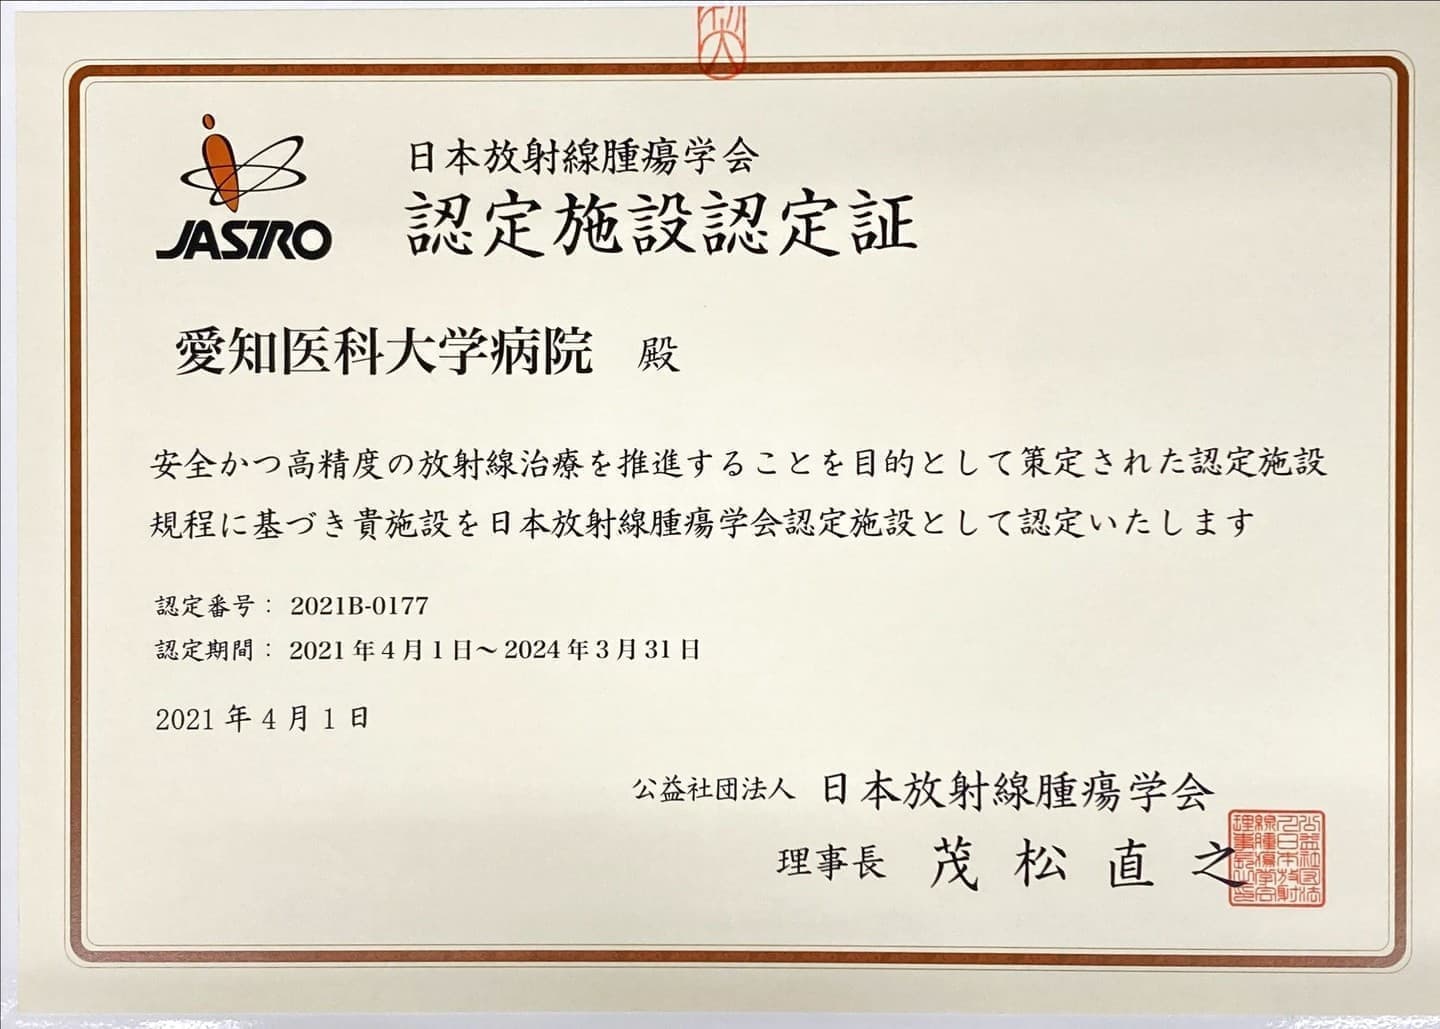 JASTRO
日本放射線腫瘍学会
認定施設認定証
愛知医科大学病院 殿
安全かつ高精度の放射線治療を推進することを目的として策定された認定施設
規程に基づき貴施設を日本放射線腫瘍学会認定施設として認定いたします
認定番号： 2021B-0177
認定期間： 2021年4月1日～2024年3月31日
2021年4月1日
公益社団法人 日本放射線腫瘍学会
理事長 茂松直之